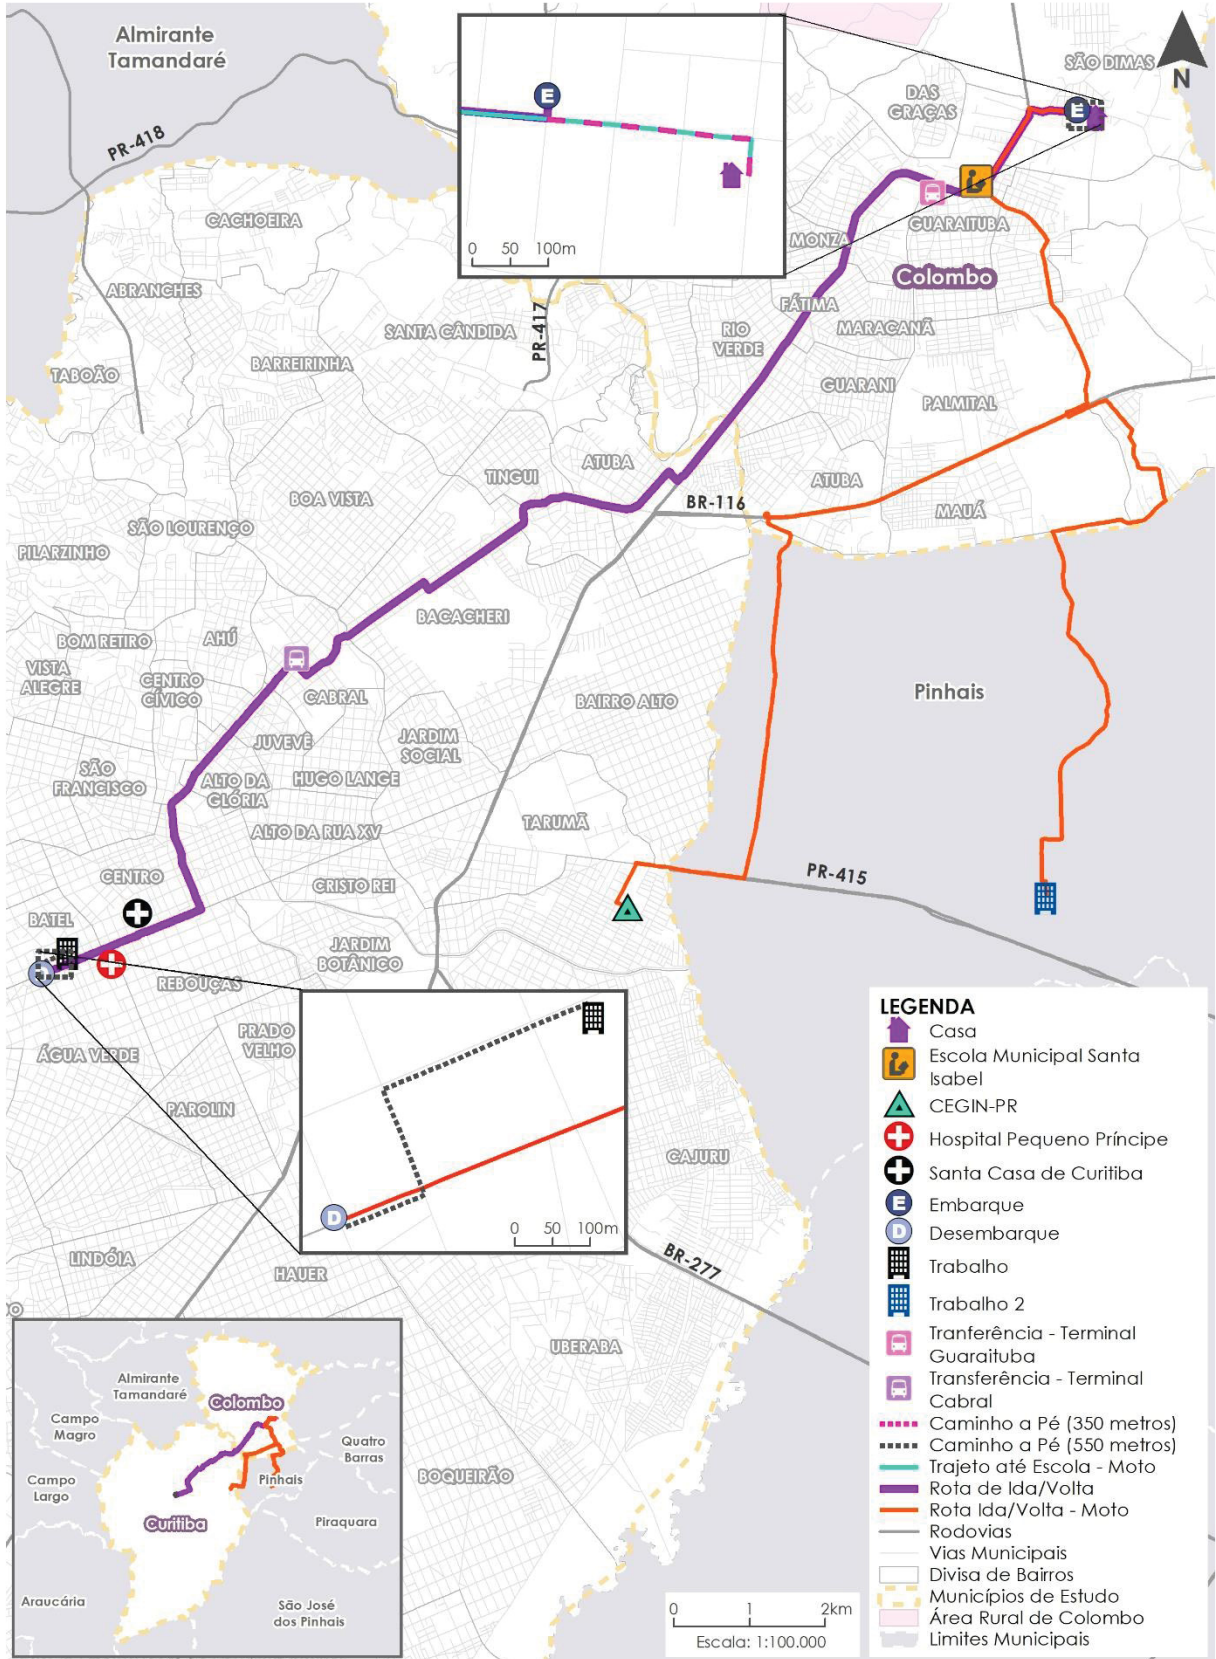 Almirante
Tamandaré
SÃO DIMAS
N
DAS
GRAÇAS
E
E
PR-418
0 50 100m
CACHOEIRA
GUARAITUBA
MONZA
Colombo
ABRANCHES
FÁTIMA
SANTA CÂNDIDA
PR-417
RIO
VERDE
MARACANÃ
BARREIRINHA
TABOÃO
GUARANI
PALMITAL
ATUBA
TINGUI
ATUBA
BOA VISTA
BR-116
MAUÁ
SÃO LOURENÇO
PILARZINHO
BACACHERI
BOM RETIRO
AHÚ
VISTA
ALEGRE
CENTRO
CÍVICO
CABRAL
BAIRRO ALTO
Pinhais
JUVEVÊ
JARDIM
SOCIAL
SÃO
FRANCISCO
ALTO DA
GLÓRIA
HUGO LANGE
TARUMÃ
ALTO DA RUA XV
PR-415
CENTRO
CRISTO REI
BATEL
JARDIM
BOTÂNICO
REBOUÇAS
D
PRADO
VELHO
ÁGUA VERDE
PAROLIN
CAJURU
D
0 50 100m
LINDÓIA
HAUER
BR-277
UBERABA
BOQUEIRÃO
LEGENDA
Casa
Escola Municipal Santa
Isabel
CEGIN-PR
Hospital Pequeno Príncipe
Santa Casa de Curitiba
E Embarque
D Desembarque
Trabalho
Trabalho 2
Tranferência - Terminal
Guaraituba
Transferência - Terminal
Cabral
Caminho a Pé (350 metros)
Caminho a Pé (550 metros)
Trajeto até Escola - Moto
Rota de Ida/Volta
Rota Ida/Volta - Moto
Rodovias
Vias Municipais
Divisa de Bairros
Municípios de Estudo
Área Rural de Colombo
Limites Municipais
Almirante
Tamandaré
Colombo
Campo
Magro
Quatro
Barras
Campo
Largo
Pinhais
Curitiba
Piraquara
Araucária
São José
dos Pinhais
0 1 2km
Escala: 1:100.000